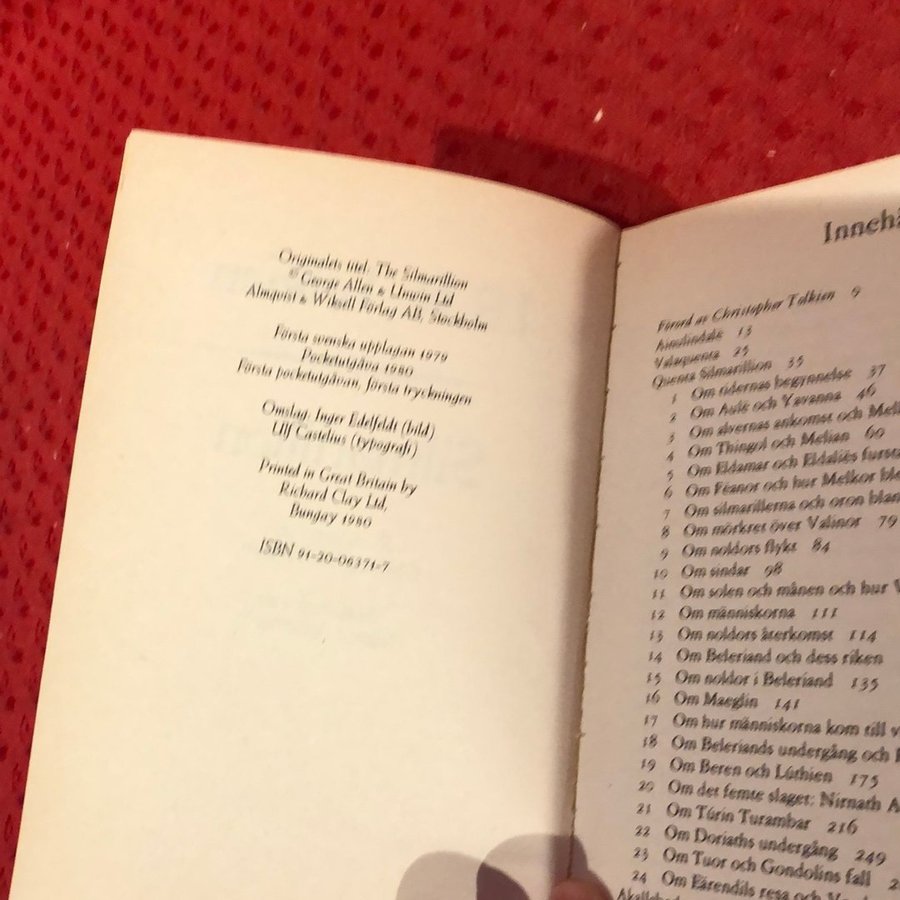 Originalets titel: The Silmarillion
© George Allen & Unwin Ltd
Almquist & Wiksell Förlag AB, Stockholm
Första svenska upplagan 1979
Pocketutgåva 1980
Första pocketutgåvan, första tryckningen
Omslag: Inger Edelfeldt (bild)
Ulf Castelius (typografi)
Printed in Great Britain by
Richard Clay Ltd,
Bungay 1980
ISBN 91-20-06371-7
Inneh
Förord av Christopher Tolkien 9
Ainulindalë 13
Valaquenta 25
Quenta Silmarillion 35
1 Om tidernas begynnelse 37
2 Om Aulë och Yavanna 46
3 Om alvernas ankomst och Mel
4 Om Thingol och Melian 60
5 Om Eldamar och Eldaliës furst
6 Om Fëanor och hur Melkor ble
7 Om silmarillerna och oron blan
8 Om mörkret över Valinor 79
9 Om noldors flykt 84
10 Om sindar 98
11 Om solen och månen och hur V
12 Om människorna 111
13 Om noldors återkomst 114
14 Om Beleriand och dess riken
15 Om noldor i Beleriand 135
16 Om Maeglin 141
17 Om hur människorna kom till v
18 Om Beleriands undergång och
19 Om Beren och Lúthien 175
20 Om det femte slaget: Nirnath A
21 Om Túrin Turambar 216
22 Om Doriaths undergång 249
23 Om Tuor och Gondolins fall 2
24 Om Eärendils resa och